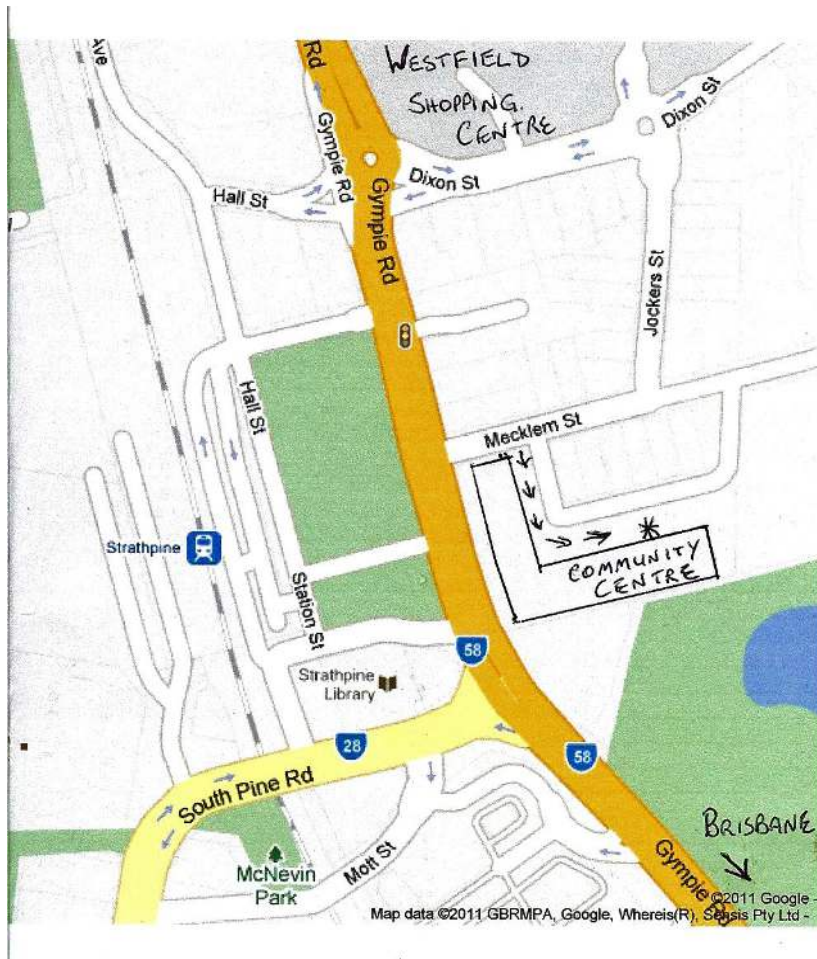 Ave
Rd
WESTFIELD
SHOPPING.
CENTRE
Gympie Rd
Dixon St
Dixon St
Hall St
Gympie Rd
Jockers St
Hall St
Mecklem St
Strathpine
COMMUNITY
CENTRE
Station St
58
Strathpine
Library
28
58
South Pine Rd
BRISBANE
McNevin
Park
Mott St
Gympie Rd
©2011 Google -
Map data ©2011 GBRMPA, Google, Whereis(R), Sensis Pty Ltd -